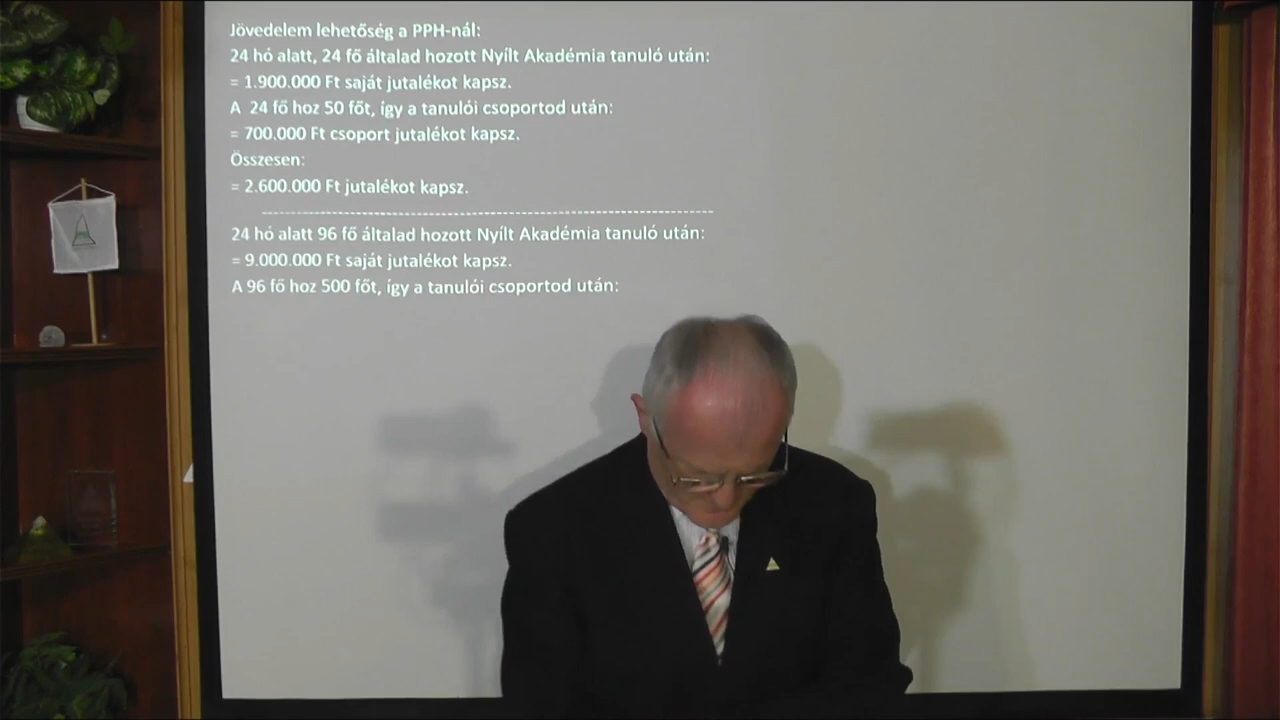 Jövedelem lehetőség a PPH-nál:
24 hó alatt, 24 fő általad hozott Nyílt Akadémia tanuló után:
= 1.900.000 Ft saját jutalékot kapsz.
A 24 fő hoz 50 főt, így a tanulói csoportod után:
= 700.000 Ft csoport jutalékot kapsz.
Összesen:
= 2.600.000 Ft jutalékot kapsz.
24 hó alatt 96 fő általad hozott Nyílt Akadémia tanuló után:
= 9.000.000 Ft saját jutalékot kapsz.
A 96 fő hoz 500 főt, így a tanulói csoportod után: